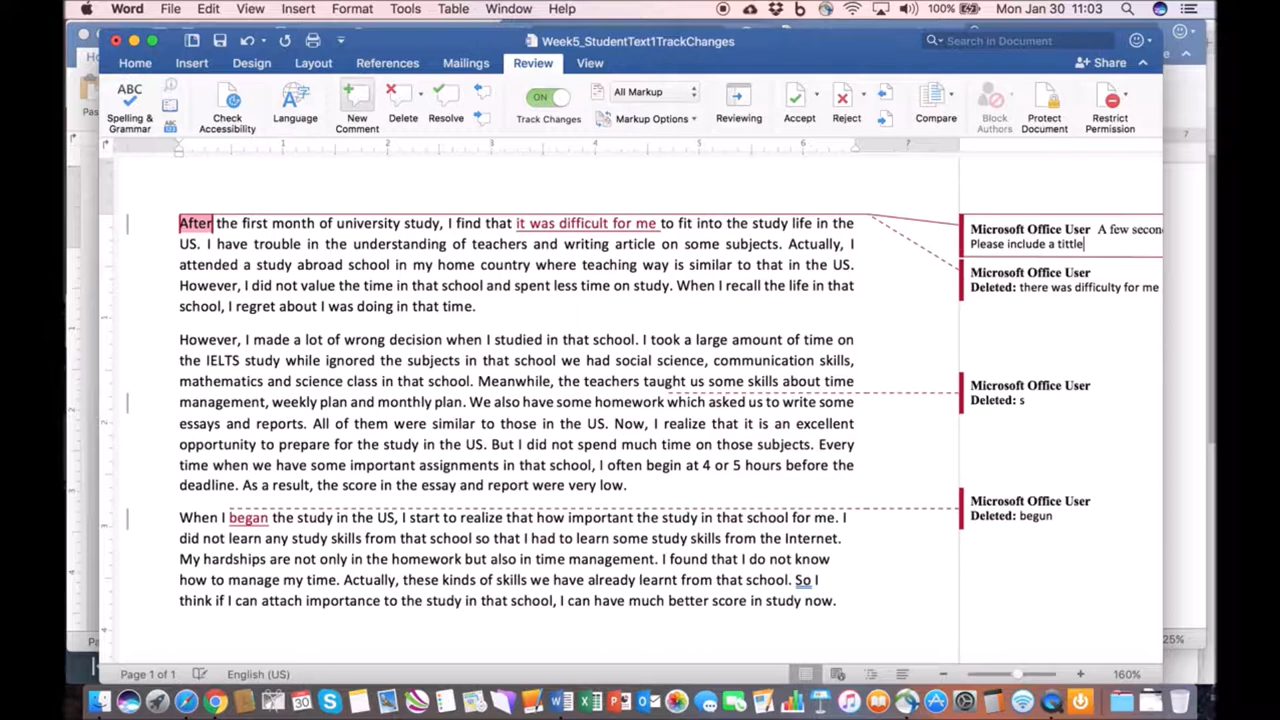 Word File Edit View Insert Format Tools Table Window Help 100% Mon Jan 30 11:03
Week5_StudentText1TrackChanges
Search in Document
Home Insert Design Layout References Mailings Review View
Share
ABC
Spelling & Grammar
Check Accessibility
Language
New Comment
Delete
Resolve
ON
Track Changes
All Markup
Markup Options
Reviewing
Accept
Reject
Compare
Block Authors
Protect Document
Restrict Permission
1 2 3 4 5 6 7
After the first month of university study, I find that it was difficult for me to fit into the study life in the
US. I have trouble in the understanding of teachers and writing article on some subjects. Actually, I
attended a study abroad school in my home country where teaching way is similar to that in the US.
However, I did not value the time in that school and spent less time on study. When I recall the life in that
school, I regret about I was doing in that time.
However, I made a lot of wrong decision when I studied in that school. I took a large amount of time on
the IELTS study while ignored the subjects in that school we had social science, communication skills,
mathematics and science class in that school. Meanwhile, the teachers taught us some skills about time
management, weekly plan and monthly plan. We also have some homework which asked us to write some
essays and reports. All of them were similar to those in the US. Now, I realize that it is an excellent
opportunity to prepare for the study in the US. But I did not spend much time on those subjects. Every
time when we have some important assignments in that school, I often begin at 4 or 5 hours before the
deadline. As a result, the score in the essay and report were very low.
When I began the study in the US, I start to realize that how important the study in that school for me. I
did not learn any study skills from that school so that I had to learn some study skills from the Internet.
My hardships are not only in the homework but also in time management. I found that I do not know
how to manage my time. Actually, these kinds of skills we have already learnt from that school. So I
think if I can attach importance to the study in that school, I can have much better score in study now.
Microsoft Office User A few secon
Please include a tittle
Microsoft Office User
Deleted: there was difficulty for me
Microsoft Office User
Deleted: s
Microsoft Office User
Deleted: begun
Page 1 of 1 English (US) 160%
25%